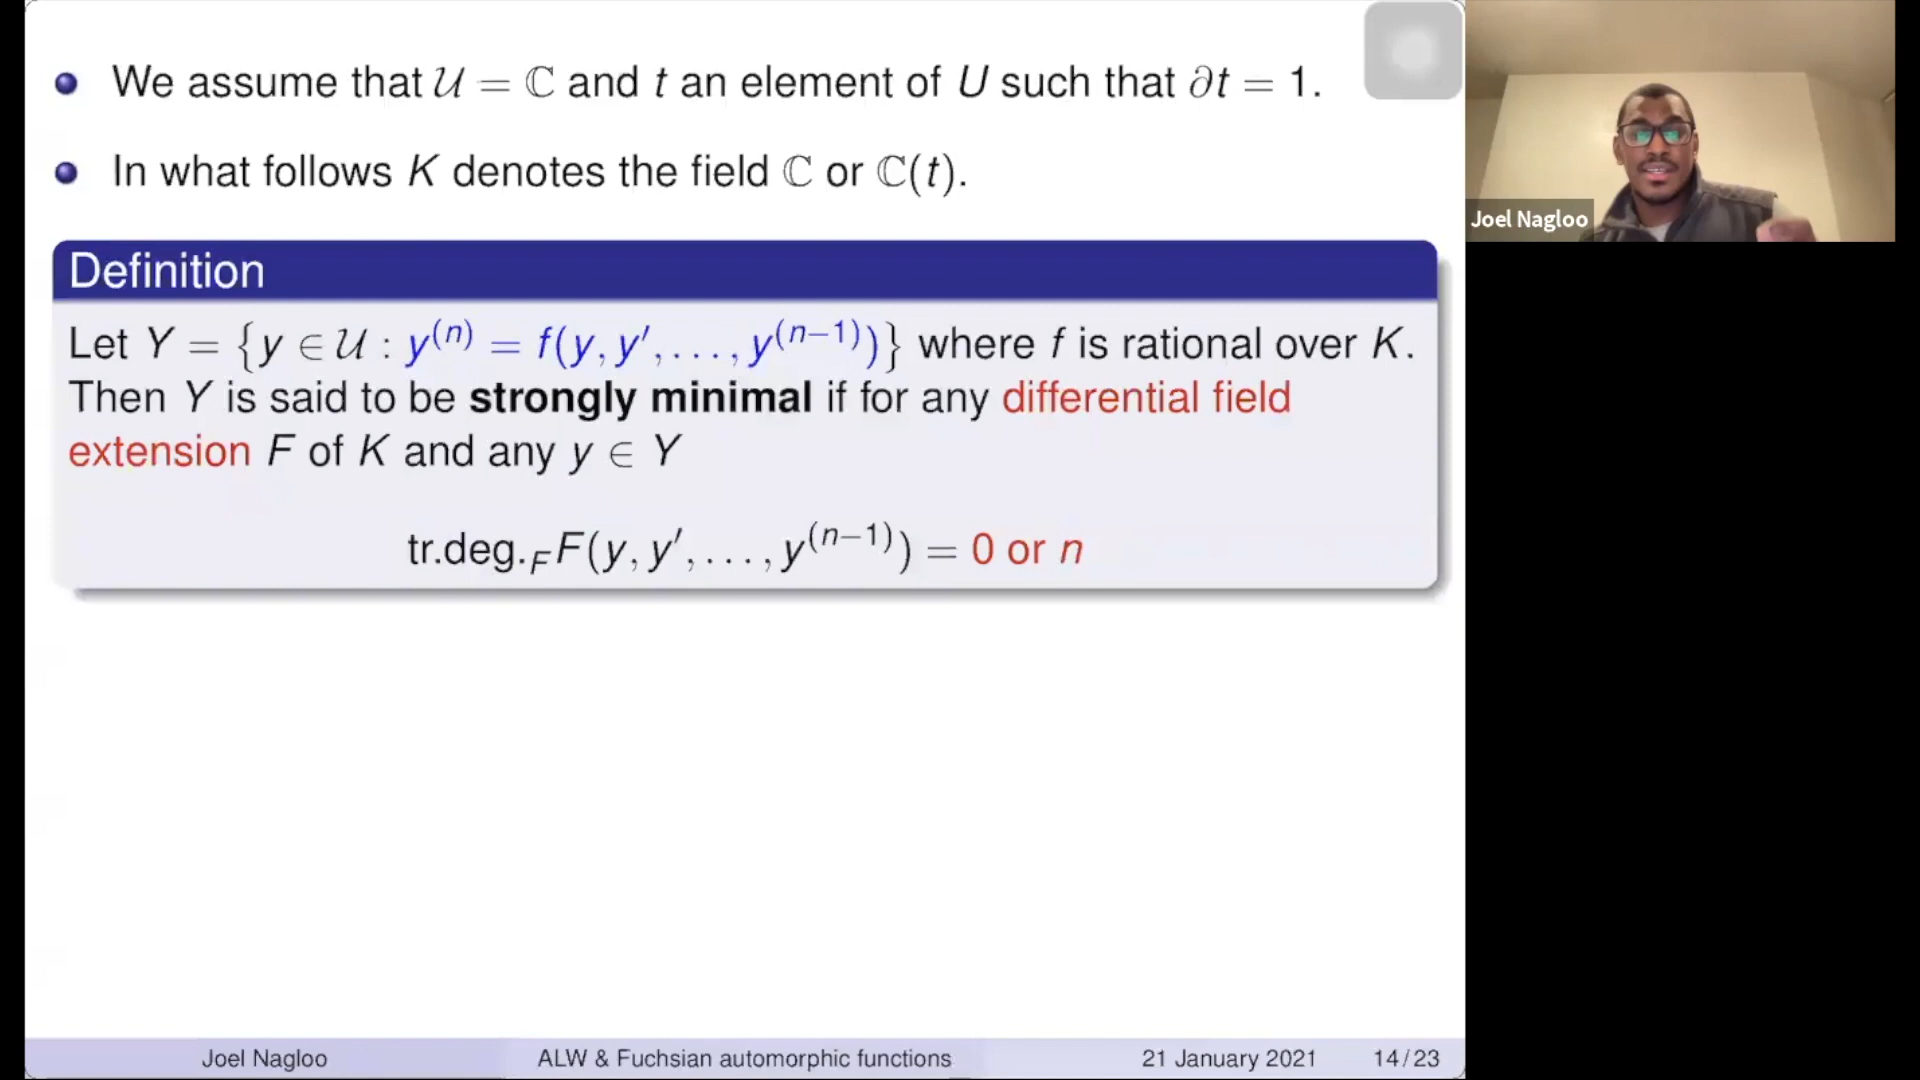 We assume that 𝒰 = ℂ and t an element of U such that ∂t = 1.
In what follows K denotes the field ℂ or ℂ(t).
Definition
Let Y = {y ∈ 𝒰 : y⁽ⁿ⁾ = f(y, y′, . . . , y⁽ⁿ⁻¹⁾)} where f is rational over K.
Then Y is said to be strongly minimal if for any differential field
extension F of K and any y ∈ Y
tr.deg.<sub>F</sub>F(y, y′, . . . , y⁽ⁿ⁻¹⁾) = 0 or n
Joel Nagloo
Joel Nagloo ALW & Fuchsian automorphic functions 21 January 2021 14/23